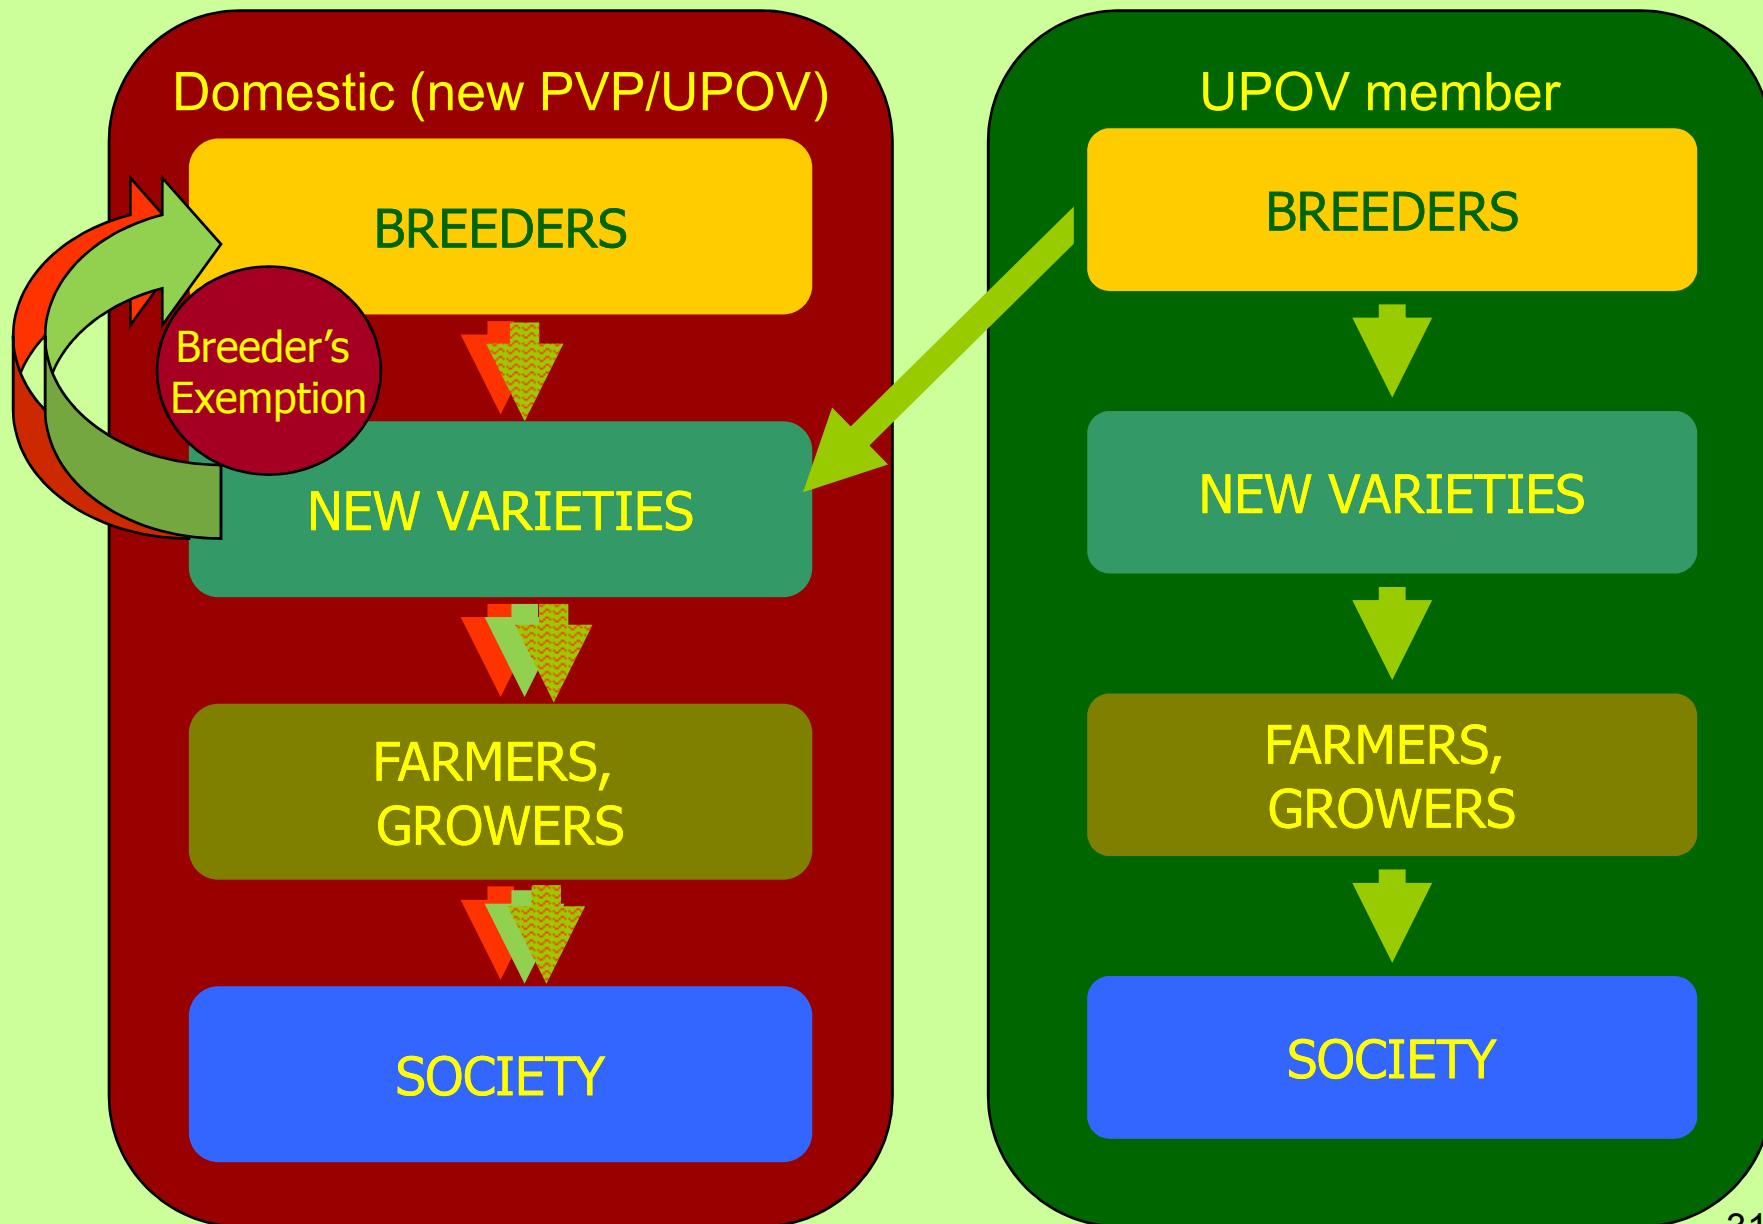 Domestic (new PVP/UPOV)
BREEDERS
Breeder’s
Exemption
NEW VARIETIES
FARMERS,
GROWERS
SOCIETY
UPOV member
BREEDERS
NEW VARIETIES
FARMERS,
GROWERS
SOCIETY